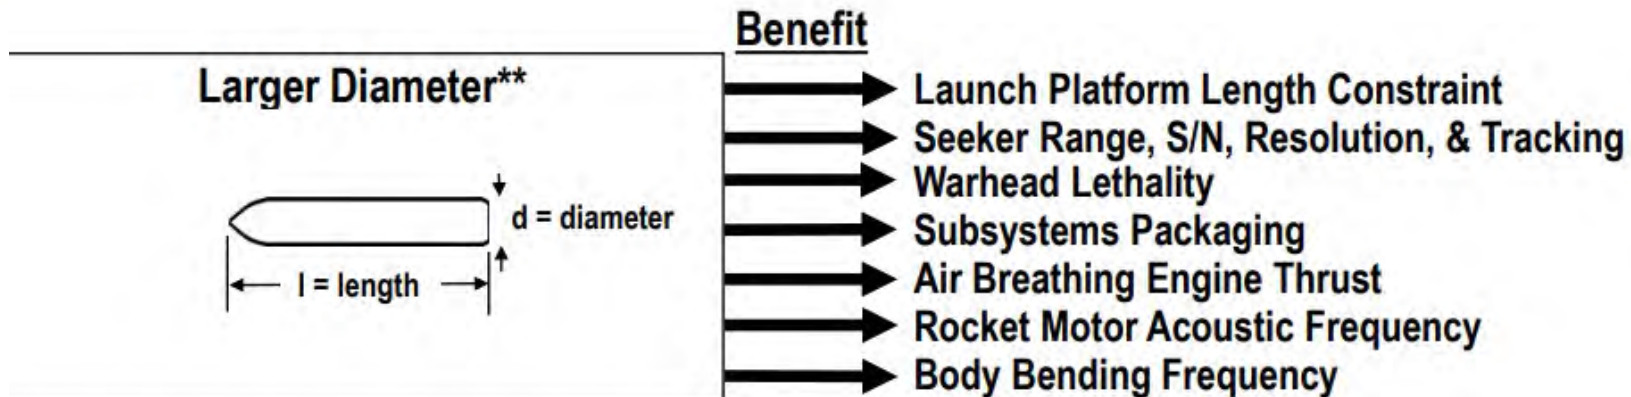 Benefit
Larger Diameter**
Launch Platform Length Constraint
Seeker Range, S/N, Resolution, & Tracking
Warhead Lethality
d = diameter
Subsystems Packaging
l = length
Air Breathing Engine Thrust
Rocket Motor Acoustic Frequency
Body Bending Frequency